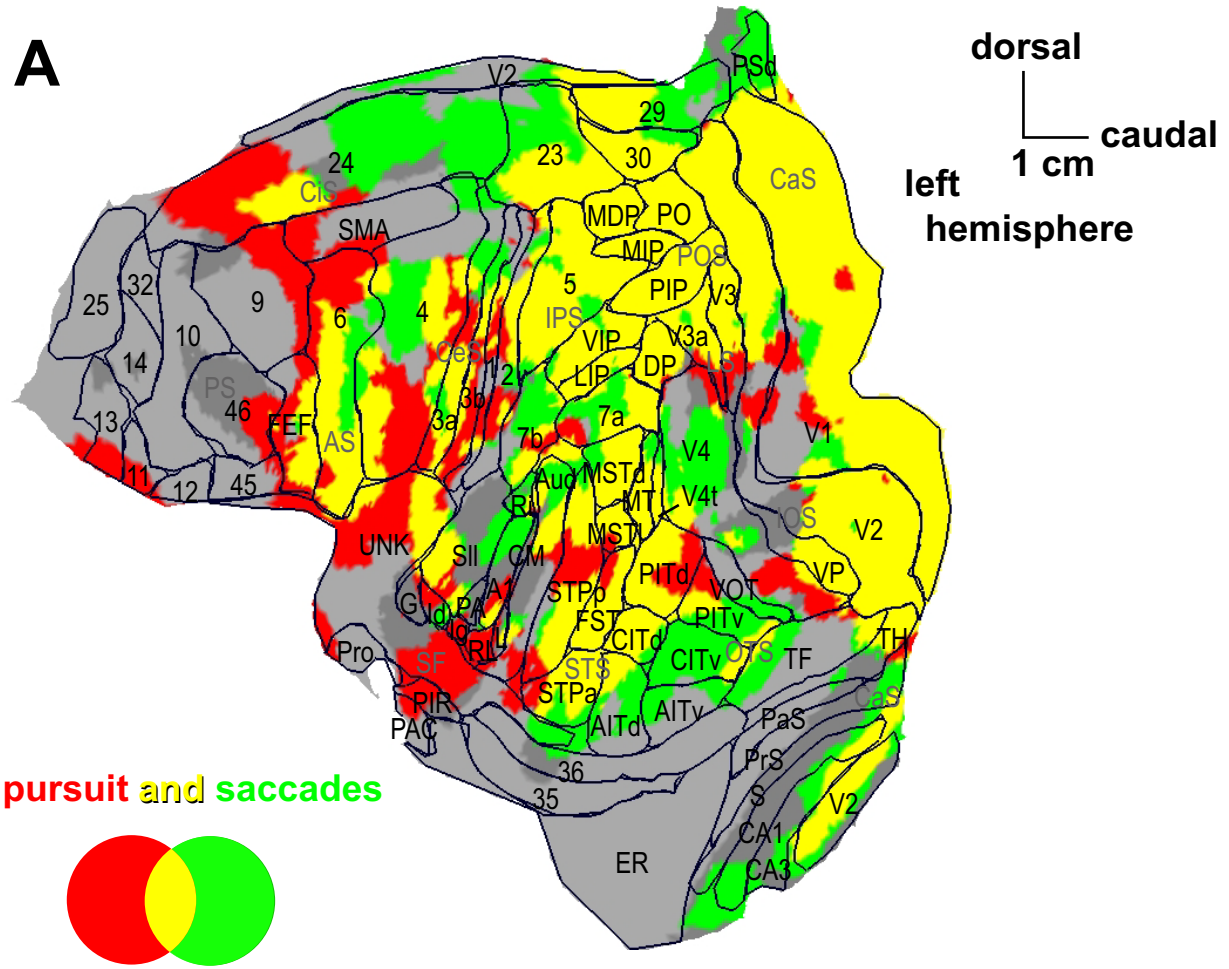 A
dorsal
caudal
1 cm
left
hemisphere
PSd
V2
29
24
23
30
CaS
CiS
SMA
MDP
PO
MIP
POS
32
25
9
5
PIP
V3
6
4
10
IPS
VIP
V3a
14
CeS
1
2
LIP
DP
LS
PS
46
3b
13
FEF
3a
7a
AS
7b
V4
V1
11
12
45
Aud
MSTd
Ri
MT
V4t
IOS
V2
UNK
SII
CM
MSTl
PITd
VP
VOT
G
Id
PA
A1
STPp
FST
PITv
Ig
L
CITd
TH
Pro
SF
RL
STS
CITv
OTS
TF
PIR
STPa
CaS
PAC
AITd
AITv
PaS
36
PrS
35
S
V2
pursuit and saccades
CA1
ER
CA3